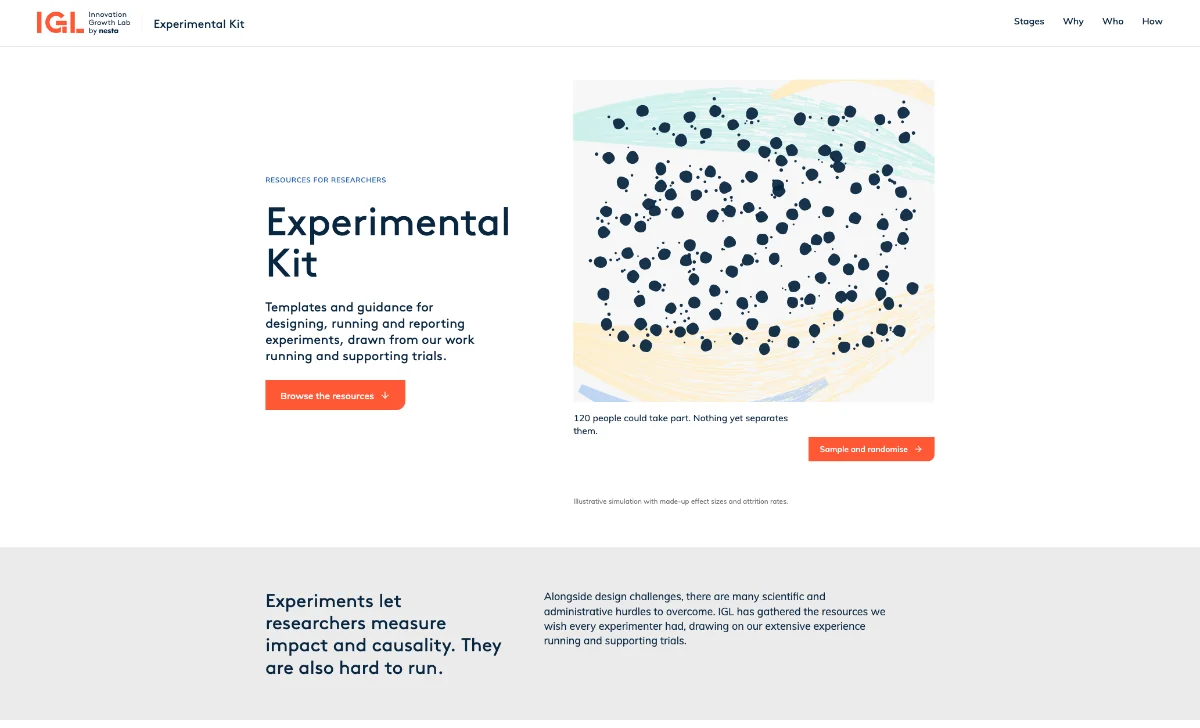 IGL
Innovation
Growth Lab
by nesta
Experimental Kit
Stages Why Who How
RESOURCES FOR RESEARCHERS
Experimental
Kit
Templates and guidance for
designing, running and reporting
experiments, drawn from our work
running and supporting trials.
Browse the resources ↓
120 people could take part. Nothing yet separates
them.
Sample and randomise →
Illustrative simulation with made-up effect sizes and attrition rates.
Experiments let
researchers measure
impact and causality. They
are also hard to run.
Alongside design challenges, there are many scientific and
administrative hurdles to overcome. IGL has gathered the resources we
wish every experimenter had, drawing on our extensive experience
running and supporting trials.